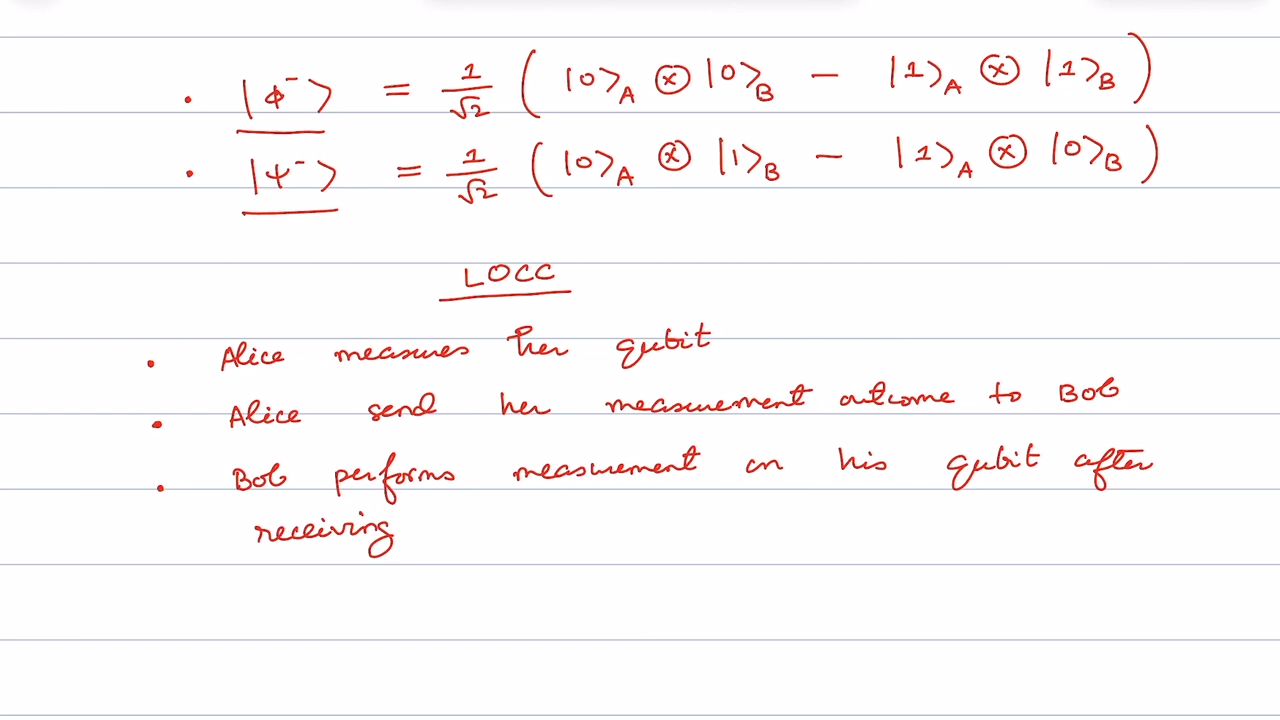 · |ϕ⁻⟩ = 1/√2 ( |0⟩_A ⊗ |0⟩_B − |1⟩_A ⊗ |1⟩_B )
· |ψ⁻⟩ = 1/√2 ( |0⟩_A ⊗ |1⟩_B − |1⟩_A ⊗ |0⟩_B )
LOCC
· Alice measures her qubit
· Alice send her measurement outcome to Bob
· Bob performs measurement on his qubit after
receiving